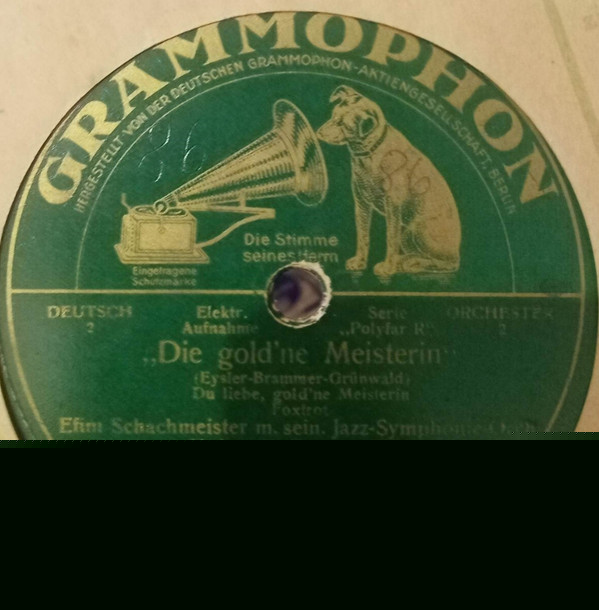 GRAMMOPHON
HERGESTELLT VON DER DEUTSCHEN GRAMMOPHON-AKTIENGESELLSCHAFT, BERLIN
86
86
Die Stimme
seines Herrn
Eingetragene
Schutzmarke
DEUTSCH
2
Elektr.
Aufnahme
Serie
„Polyfar R“
ORCHESTER
2
„Die gold'ne Meisterin“
(Eysler-Brammer-Grünwald)
Du liebe, gold'ne Meisterin
Foxtrot
Efim Schachmeister m. sein. Jazz-Symphonie-Orch.